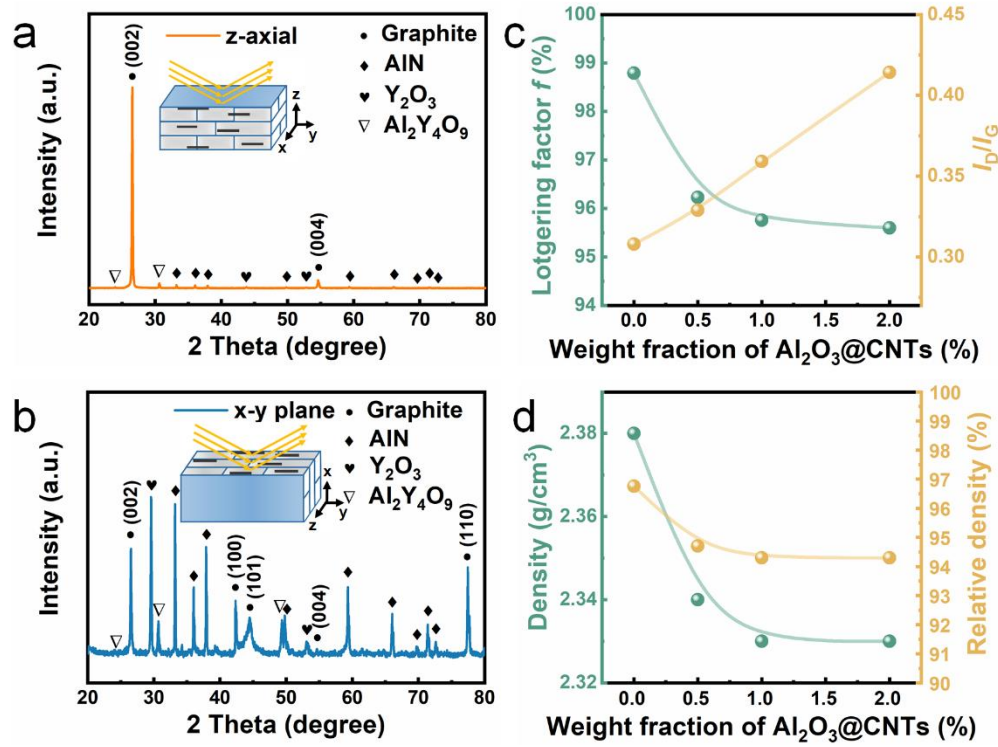 a
z-axial
Graphite
AlN
Y₂O₃
Al₂Y₄O₉
(002)
(004)
z
y
x
Intensity (a.u.)
20 30 40 50 60 70 80
2 Theta (degree)
c
Lotgering factor f (%)
100
99
98
97
96
95
94
0.45
0.40
0.35
0.30
I_D/I_G
0.0 0.5 1.0 1.5 2.0
Weight fraction of Al₂O₃@CNTs (%)
b
x-y plane
Graphite
AlN
Y₂O₃
Al₂Y₄O₉
(002)
(100)
(101)
(004)
(110)
x
y
z
Intensity (a.u.)
20 30 40 50 60 70 80
2 Theta (degree)
d
Density (g/cm³)
2.38
2.36
2.34
2.32
100
99
98
97
96
95
94
93
92
91
90
Relative density (%)
0.0 0.5 1.0 1.5 2.0
Weight fraction of Al₂O₃@CNTs (%)